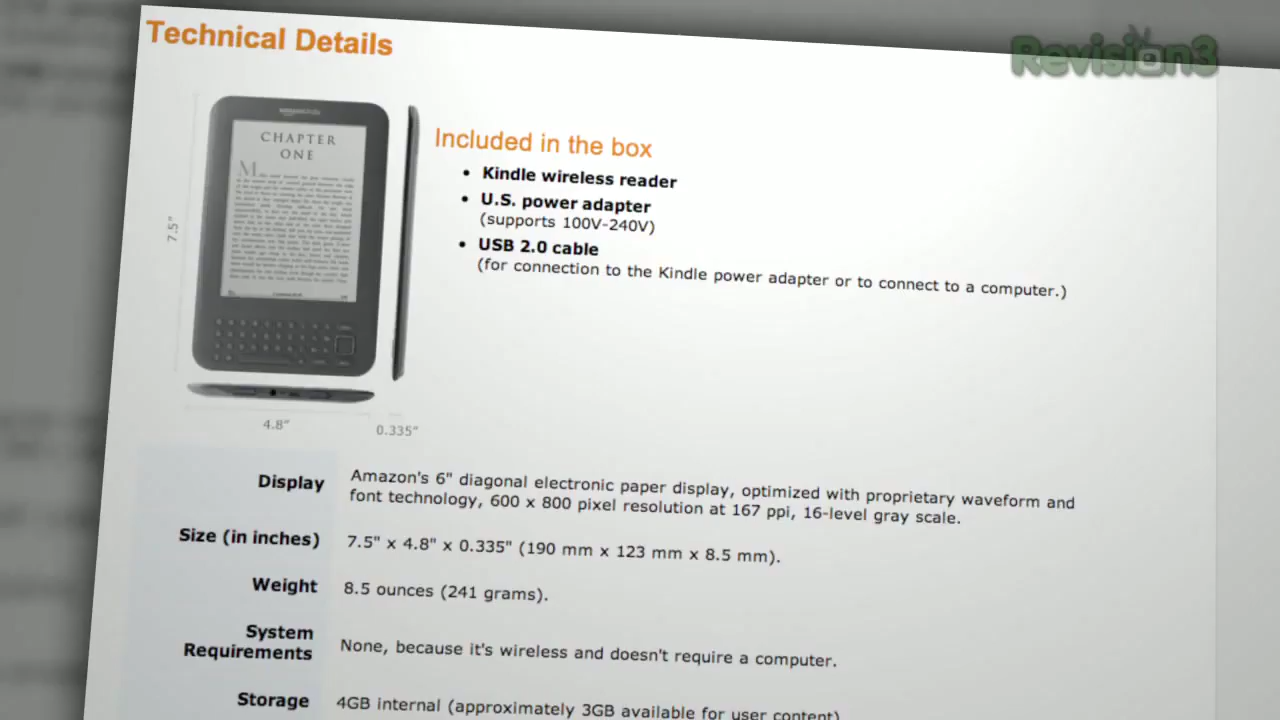 Technical Details
Revision3
amazonkindle
CHAPTER
ONE
7.5"
4.8"
0.335"
Included in the box
• Kindle wireless reader
• U.S. power adapter
(supports 100V-240V)
• USB 2.0 cable
(for connection to the Kindle power adapter or to connect to a computer.)
Display Amazon's 6" diagonal electronic paper display, optimized with proprietary waveform and
font technology, 600 x 800 pixel resolution at 167 ppi, 16-level gray scale.
Size (in inches) 7.5" x 4.8" x 0.335" (190 mm x 123 mm x 8.5 mm).
Weight 8.5 ounces (241 grams).
System
Requirements None, because it's wireless and doesn't require a computer.
Storage 4GB internal (approximately 3GB available for user content)